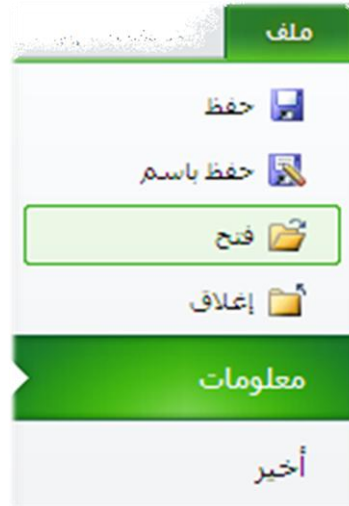 ملف
حفظ
حفظ باسم
فتح
إغلاق
معلومات
أخير